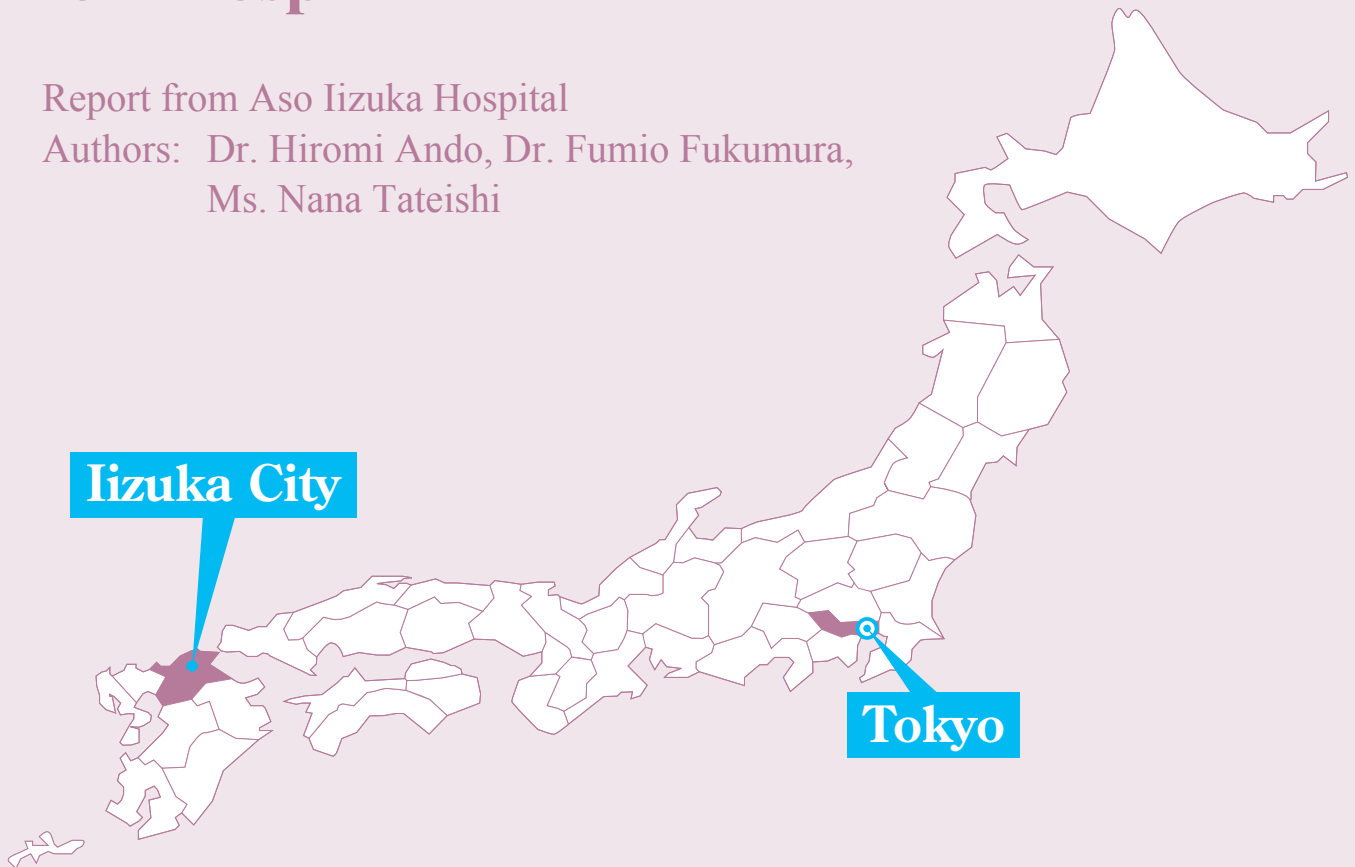 Report from Aso Iizuka Hospital
Authors: Dr. Hiromi Ando, Dr. Fumio Fukumura,
Ms. Nana Tateishi
Iizuka City
Tokyo